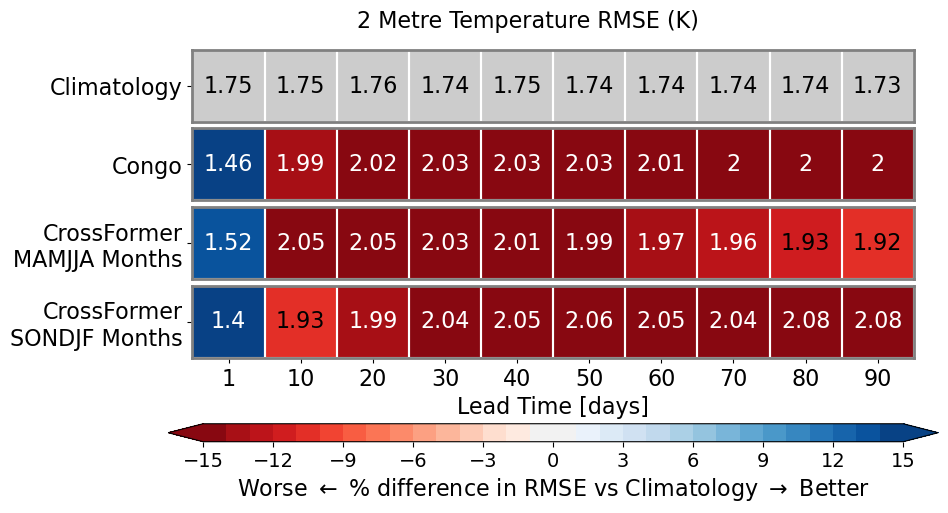 2 Metre Temperature RMSE (K)
Climatology 1.75 1.75 1.76 1.74 1.75 1.74 1.74 1.74 1.74 1.73
Congo 1.46 1.99 2.02 2.03 2.03 2.03 2.01 2 2 2
CrossFormer
MAMJJA Months 1.52 2.05 2.05 2.03 2.01 1.99 1.97 1.96 1.93 1.92
CrossFormer
SONDJF Months 1.4 1.93 1.99 2.04 2.05 2.06 2.05 2.04 2.08 2.08
1 10 20 30 40 50 60 70 80 90
Lead Time [days]
−15 −12 −9 −6 −3 0 3 6 9 12 15
Worse ← % difference in RMSE vs Climatology → Better